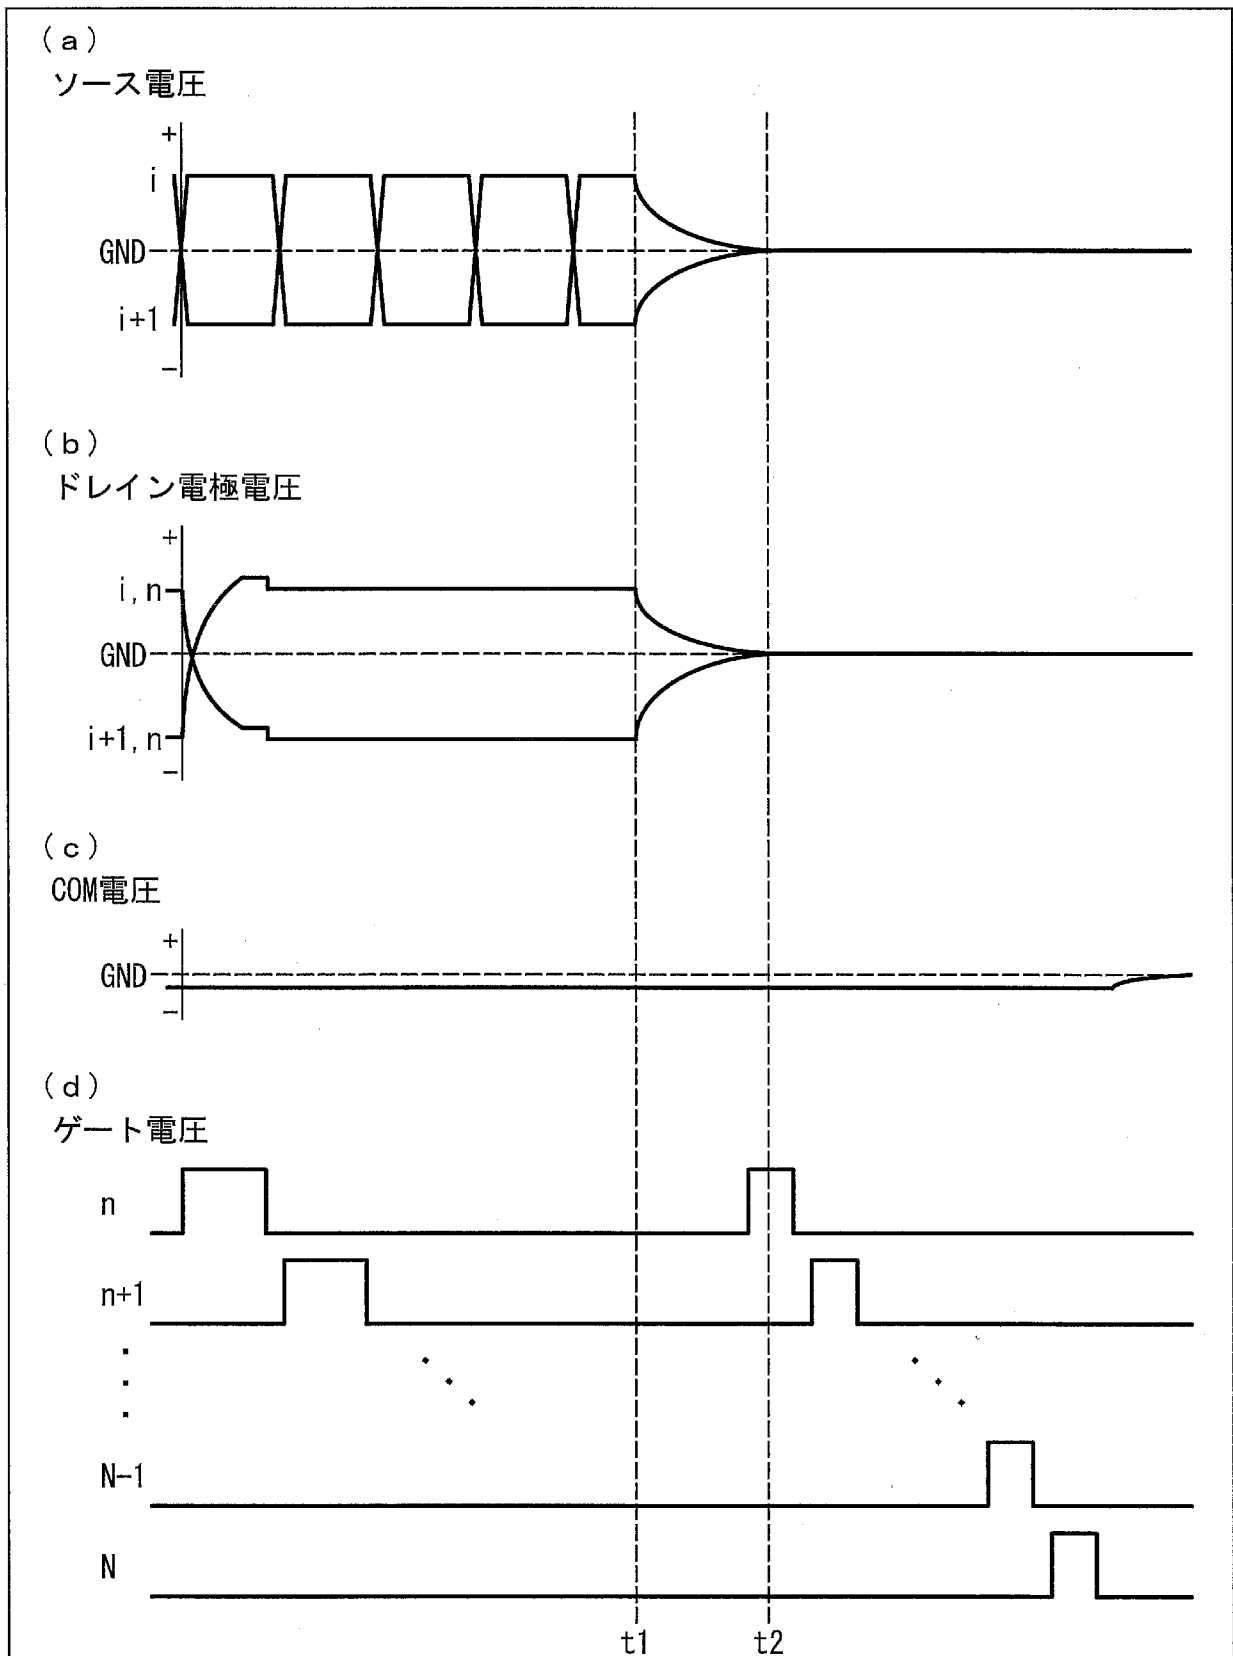 (a)
ソース電圧
+
i
GND
i+1
−
(b)
ドレイン電極電圧
+
i,n
GND
i+1,n
−
(c)
COM電圧
+
GND
−
(d)
ゲート電圧
n
n+1
N-1
N
t1 t2